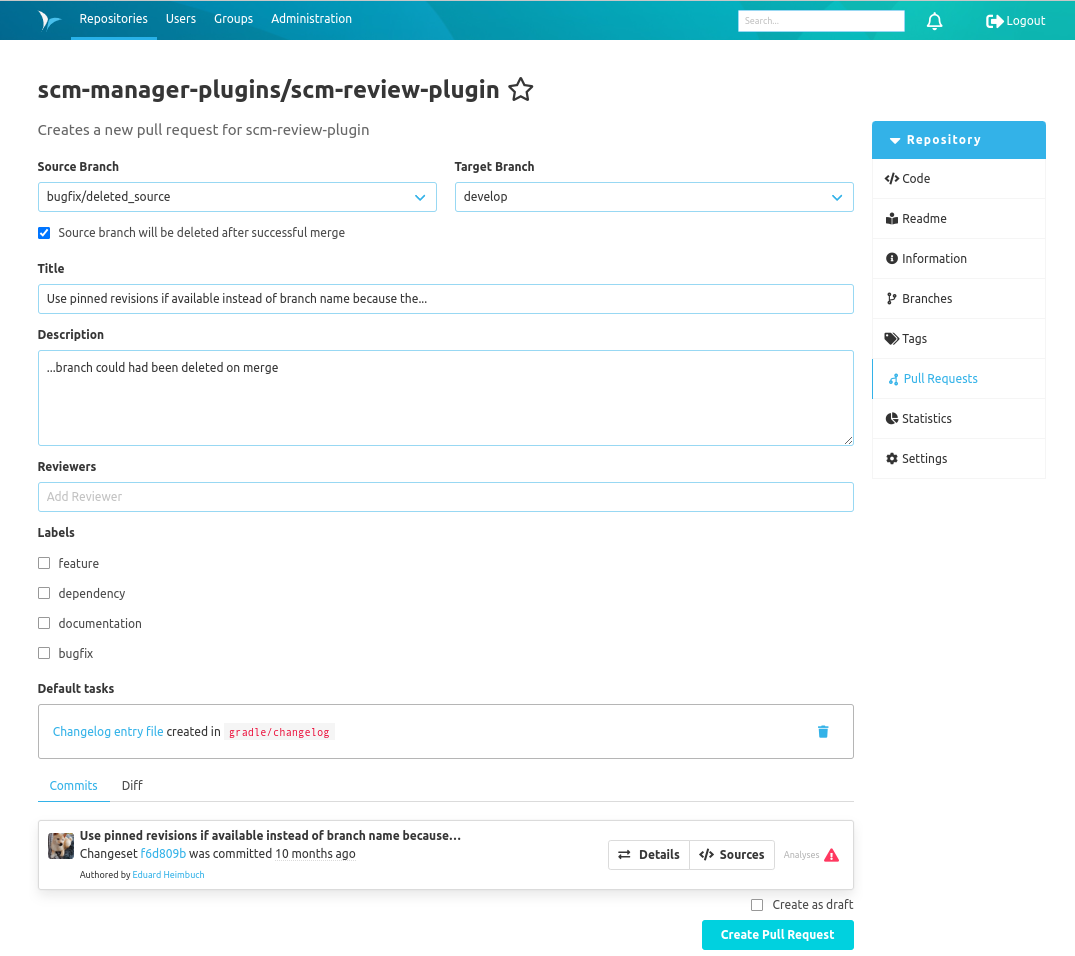 Repositories Users Groups Administration Search... Logout
scm-manager-plugins/scm-review-plugin
Creates a new pull request for scm-review-plugin
Source Branch Target Branch
bugfix/deleted_source develop
Source branch will be deleted after successful merge
Title
Use pinned revisions if available instead of branch name because the...
Description
...branch could had been deleted on merge
Reviewers
Add Reviewer
Labels
feature
dependency
documentation
bugfix
Default tasks
Changelog entry file created in gradle/changelog
Commits Diff
Use pinned revisions if available instead of branch name because...
Changeset f6d809b was committed 10 months ago
Authored by Eduard Heimbuch
Details Sources Analyses
Create as draft
Create Pull Request
Repository
Code
Readme
Information
Branches
Tags
Pull Requests
Statistics
Settings